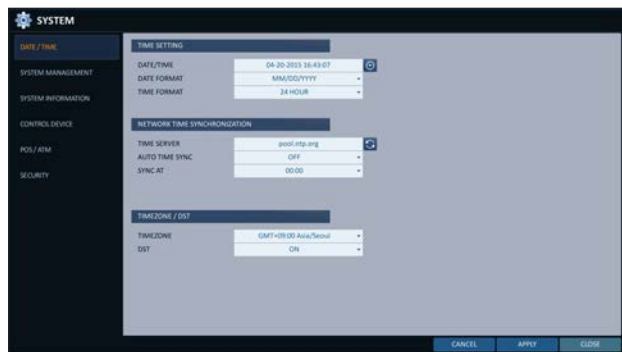 SYSTEM
DATE / TIME
SYSTEM MANAGEMENT
SYSTEM INFORMATION
CONTROL DEVICE
POS / ATM
SECURITY
TIME SETTING
DATE/TIME 04-20-2015 16:43:07
DATE FORMAT MM/DD/YYYY
TIME FORMAT 24 HOUR
NETWORK TIME SYNCHRONIZATION
TIME SERVER pool.ntp.org
AUTO TIME SYNC OFF
SYNC AT 00:00
TIMEZONE / DST
TIMEZONE GMT+09:00 Asia/Seoul
DST ON
CANCEL APPLY CLOSE